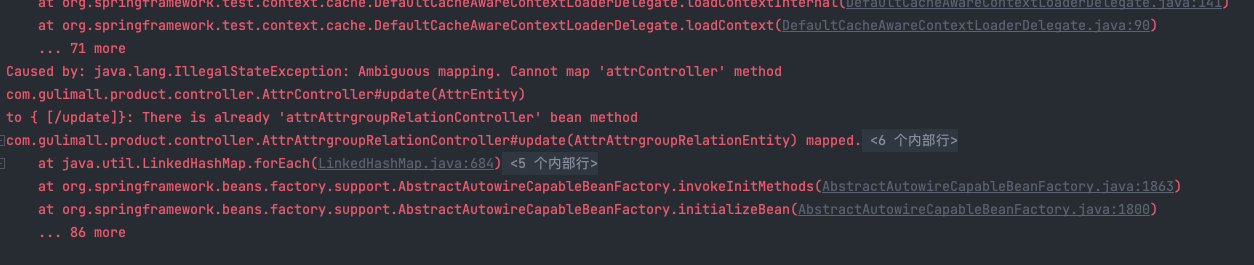 at org.springframework.test.context.cache.DefaultCacheAwareContextLoaderDelegate.loadContextInternal(DefaultCacheAwareContextLoaderDelegate.java:141)
at org.springframework.test.context.cache.DefaultCacheAwareContextLoaderDelegate.loadContext(DefaultCacheAwareContextLoaderDelegate.java:90)
... 71 more
Caused by: java.lang.IllegalStateException: Ambiguous mapping. Cannot map 'attrController' method
com.gulimall.product.controller.AttrController#update(AttrEntity)
to { [/update]}: There is already 'attrAttrgroupRelationController' bean method
com.gulimall.product.controller.AttrAttrgroupRelationController#update(AttrAttrgroupRelationEntity) mapped. <6 个内部行>
at java.util.LinkedHashMap.forEach(LinkedHashMap.java:684) <5 个内部行>
at org.springframework.beans.factory.support.AbstractAutowireCapableBeanFactory.invokeInitMethods(AbstractAutowireCapableBeanFactory.java:1863)
at org.springframework.beans.factory.support.AbstractAutowireCapableBeanFactory.initializeBean(AbstractAutowireCapableBeanFactory.java:1800)
... 86 more